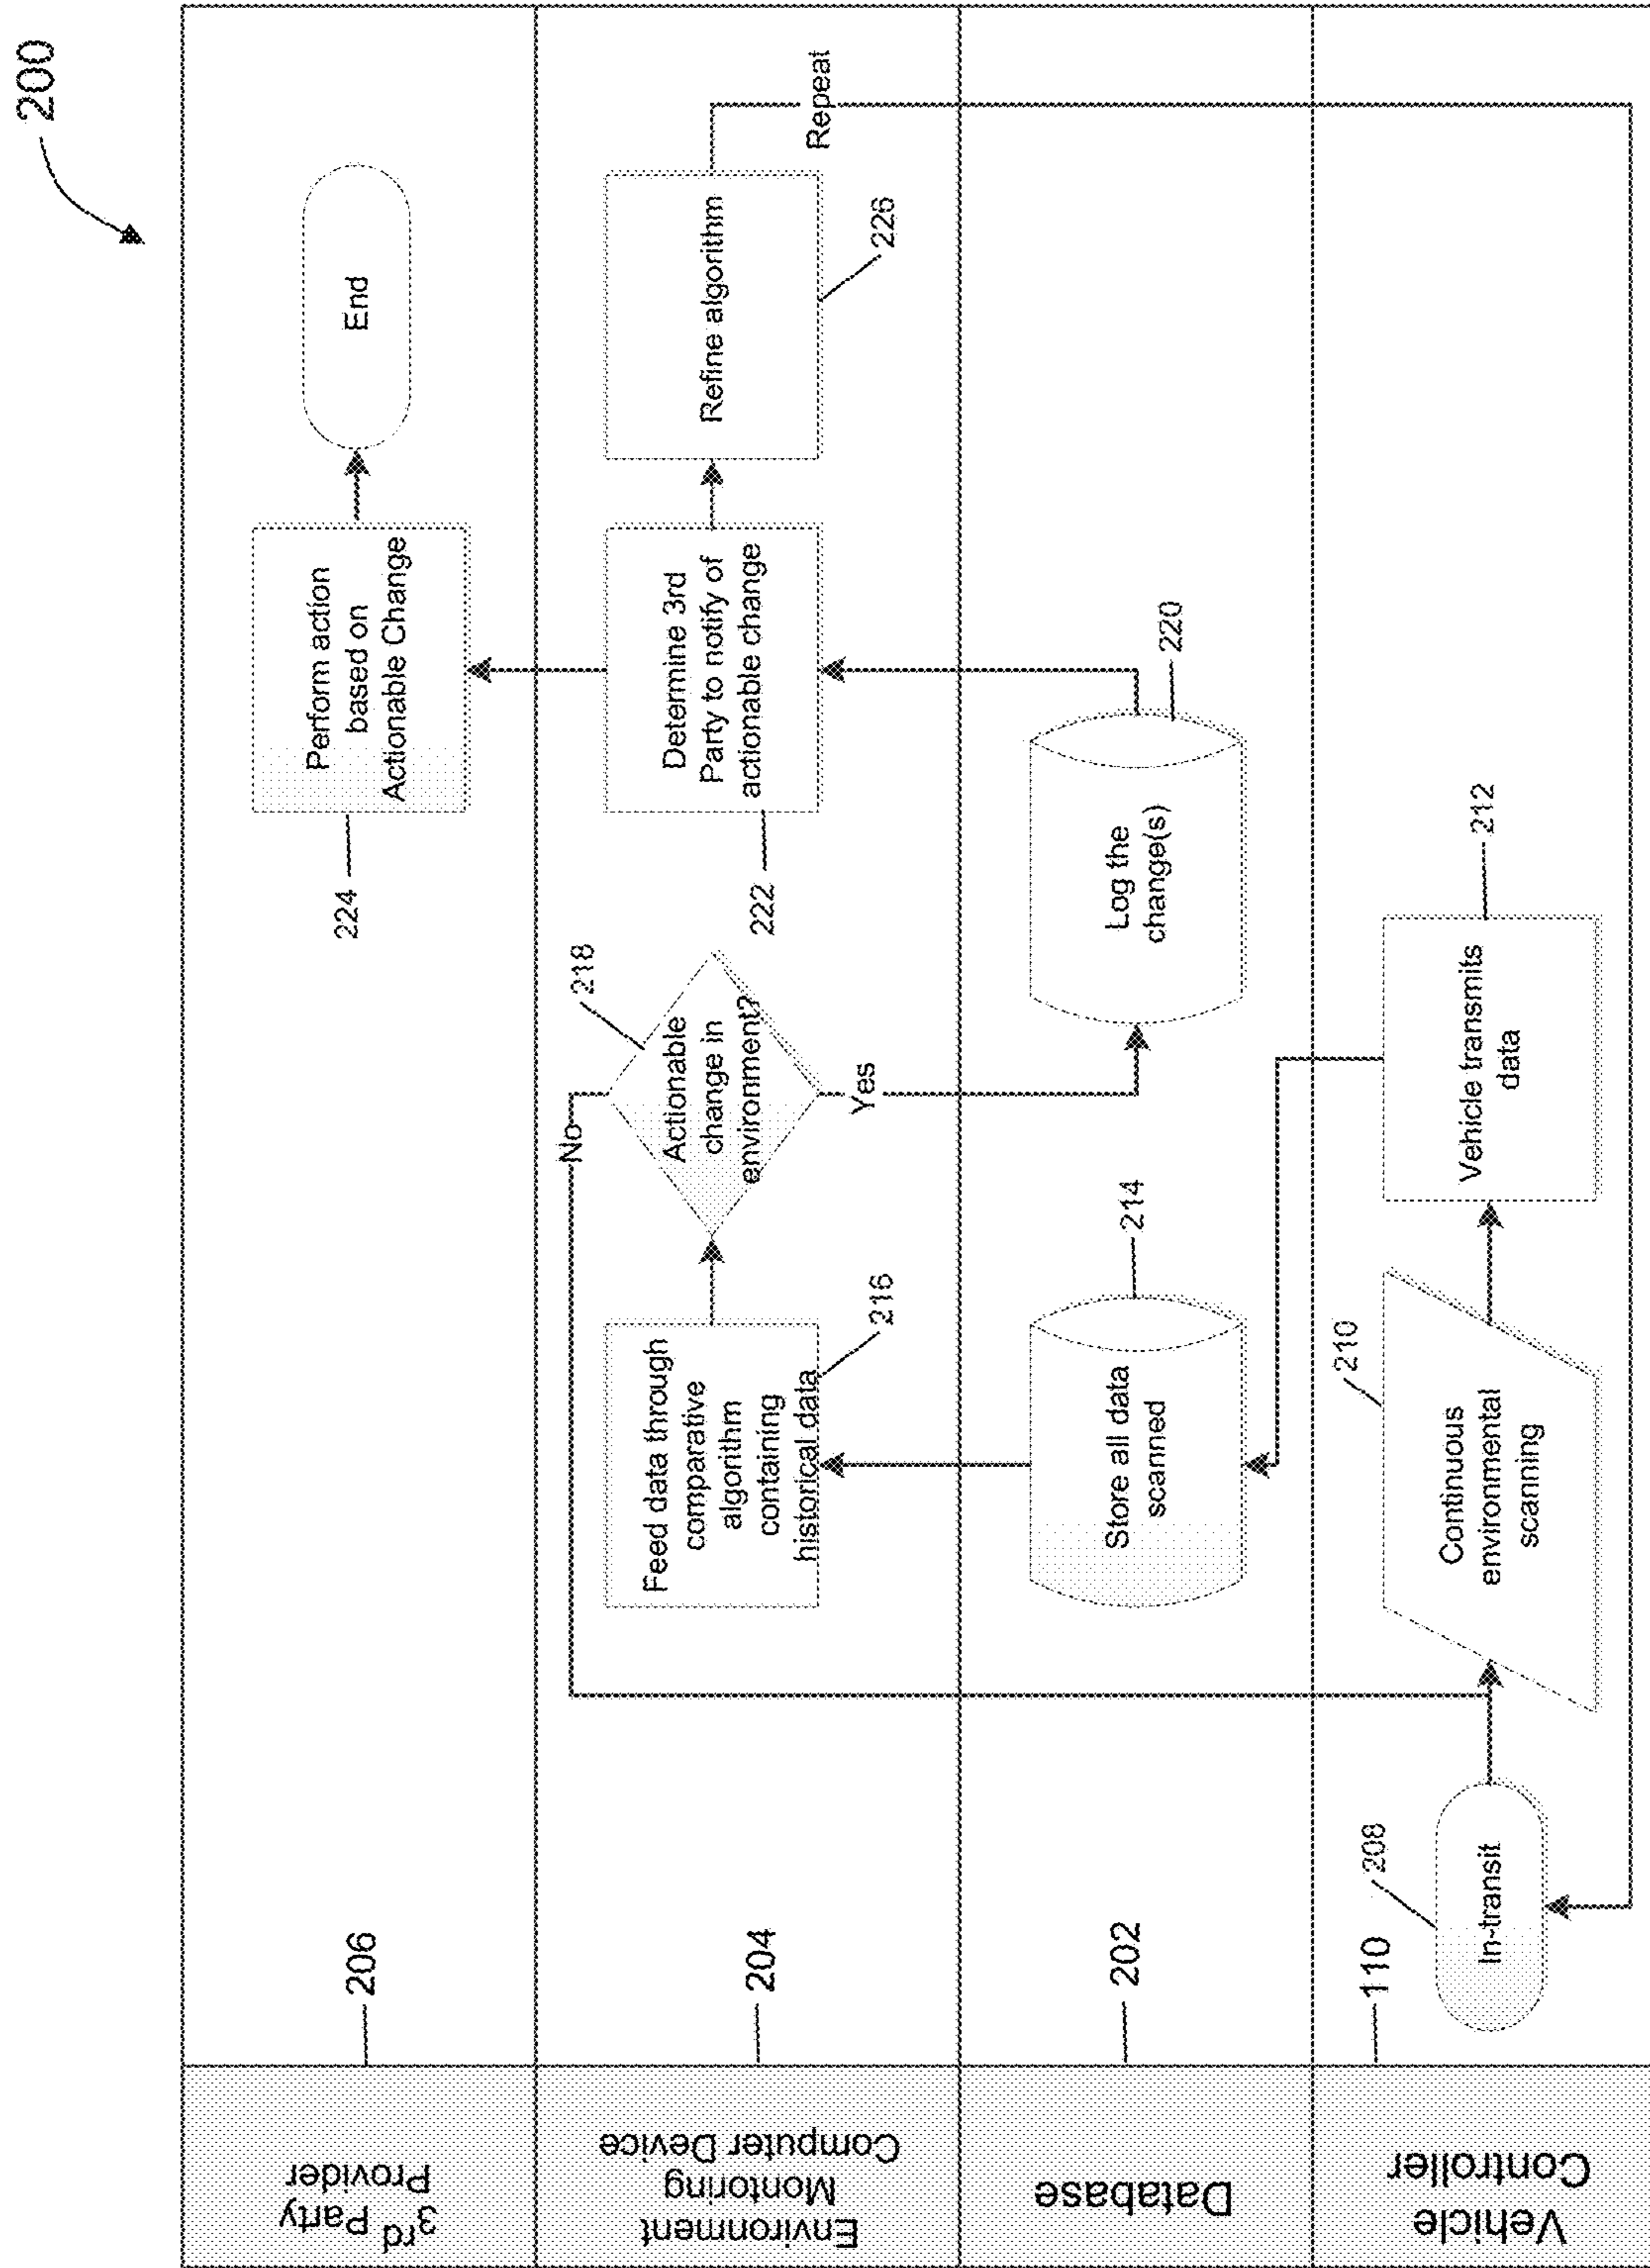 200
3rd Party
Provider
206
224
Perform action
based on
Actionable Change
End
Environment
Monitoring
Computer Device
204
Feed data through
comparative
algorithm
containing
historical data
216
No
218
Actionable
change in
environment?
Yes
222
Determine 3rd
Party to notify of
actionable change
Refine algorithm
226
Repeat
Database
202
Store all data
scanned
214
Log the
change(s)
220
Vehicle
Controller
110
208
In-transit
210
Continuous
environmental
scanning
Vehicle transmits
data
212